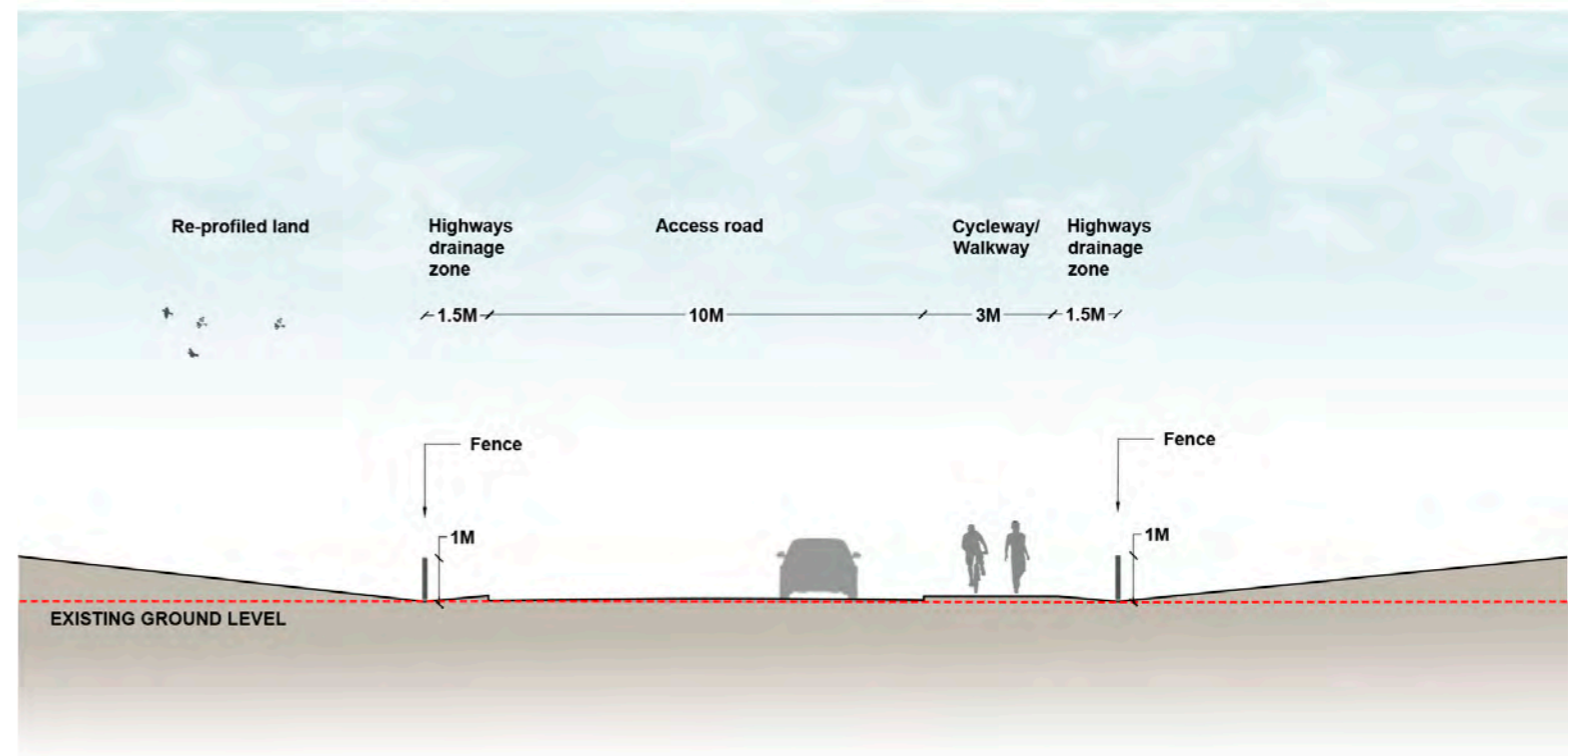 Re-profiled land
Highways
drainage
zone
Access road
Cycleway/
Walkway
Highways
drainage
zone
1.5M
10M
3M
1.5M
Fence
Fence
1M
1M
EXISTING GROUND LEVEL